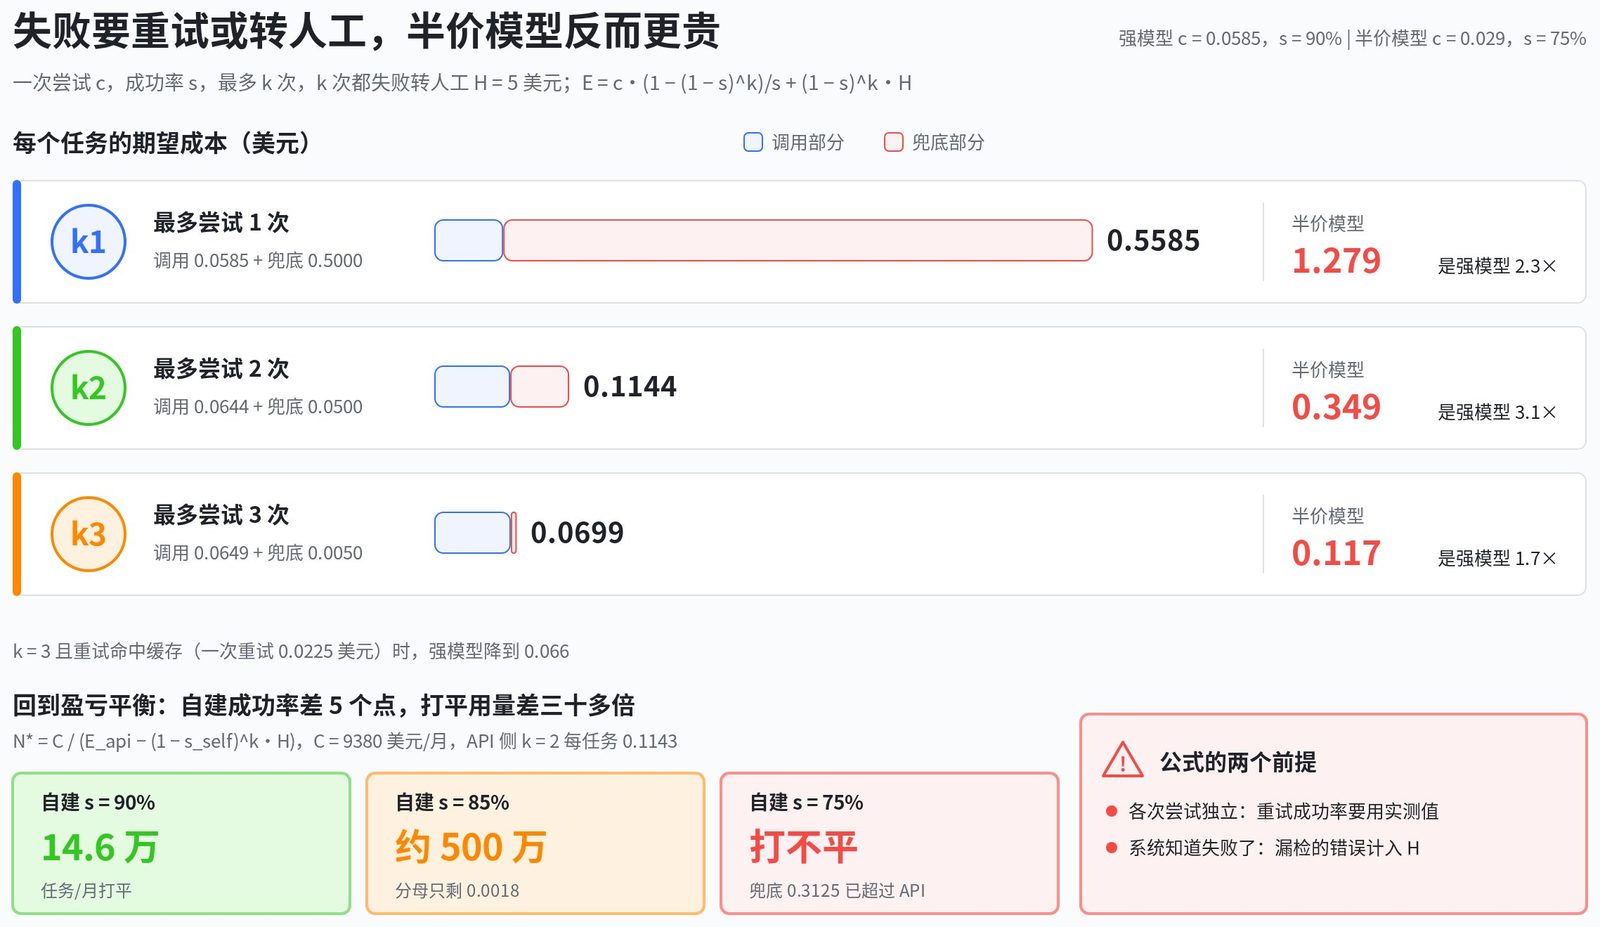 失败要重试或转人工，半价模型反而更贵
强模型 c = 0.0585，s = 90% | 半价模型 c = 0.029，s = 75%
一次尝试 c，成功率 s，最多 k 次，k 次都失败转人工 H = 5 美元；E = c · (1 − (1 − s)^k)/s + (1 − s)^k · H
每个任务的期望成本（美元）
调用部分
兜底部分
k1
最多尝试 1 次
调用 0.0585 + 兜底 0.5000
0.5585
半价模型
1.279
是强模型 2.3×
k2
最多尝试 2 次
调用 0.0644 + 兜底 0.0500
0.1144
半价模型
0.349
是强模型 3.1×
k3
最多尝试 3 次
调用 0.0649 + 兜底 0.0050
0.0699
半价模型
0.117
是强模型 1.7×
k = 3 且重试命中缓存（一次重试 0.0225 美元）时，强模型降到 0.066
回到盈亏平衡：自建成功率差 5 个点，打平用量差三十多倍
N* = C / (E_api − (1 − s_self)^k · H)，C = 9380 美元/月，API 侧 k = 2 每任务 0.1143
自建 s = 90%
14.6 万
任务/月打平
自建 s = 85%
约 500 万
分母只剩 0.0018
自建 s = 75%
打不平
兜底 0.3125 已超过 API
公式的两个前提
各次尝试独立：重试成功率要用实测值
系统知道失败了：漏检的错误计入 H